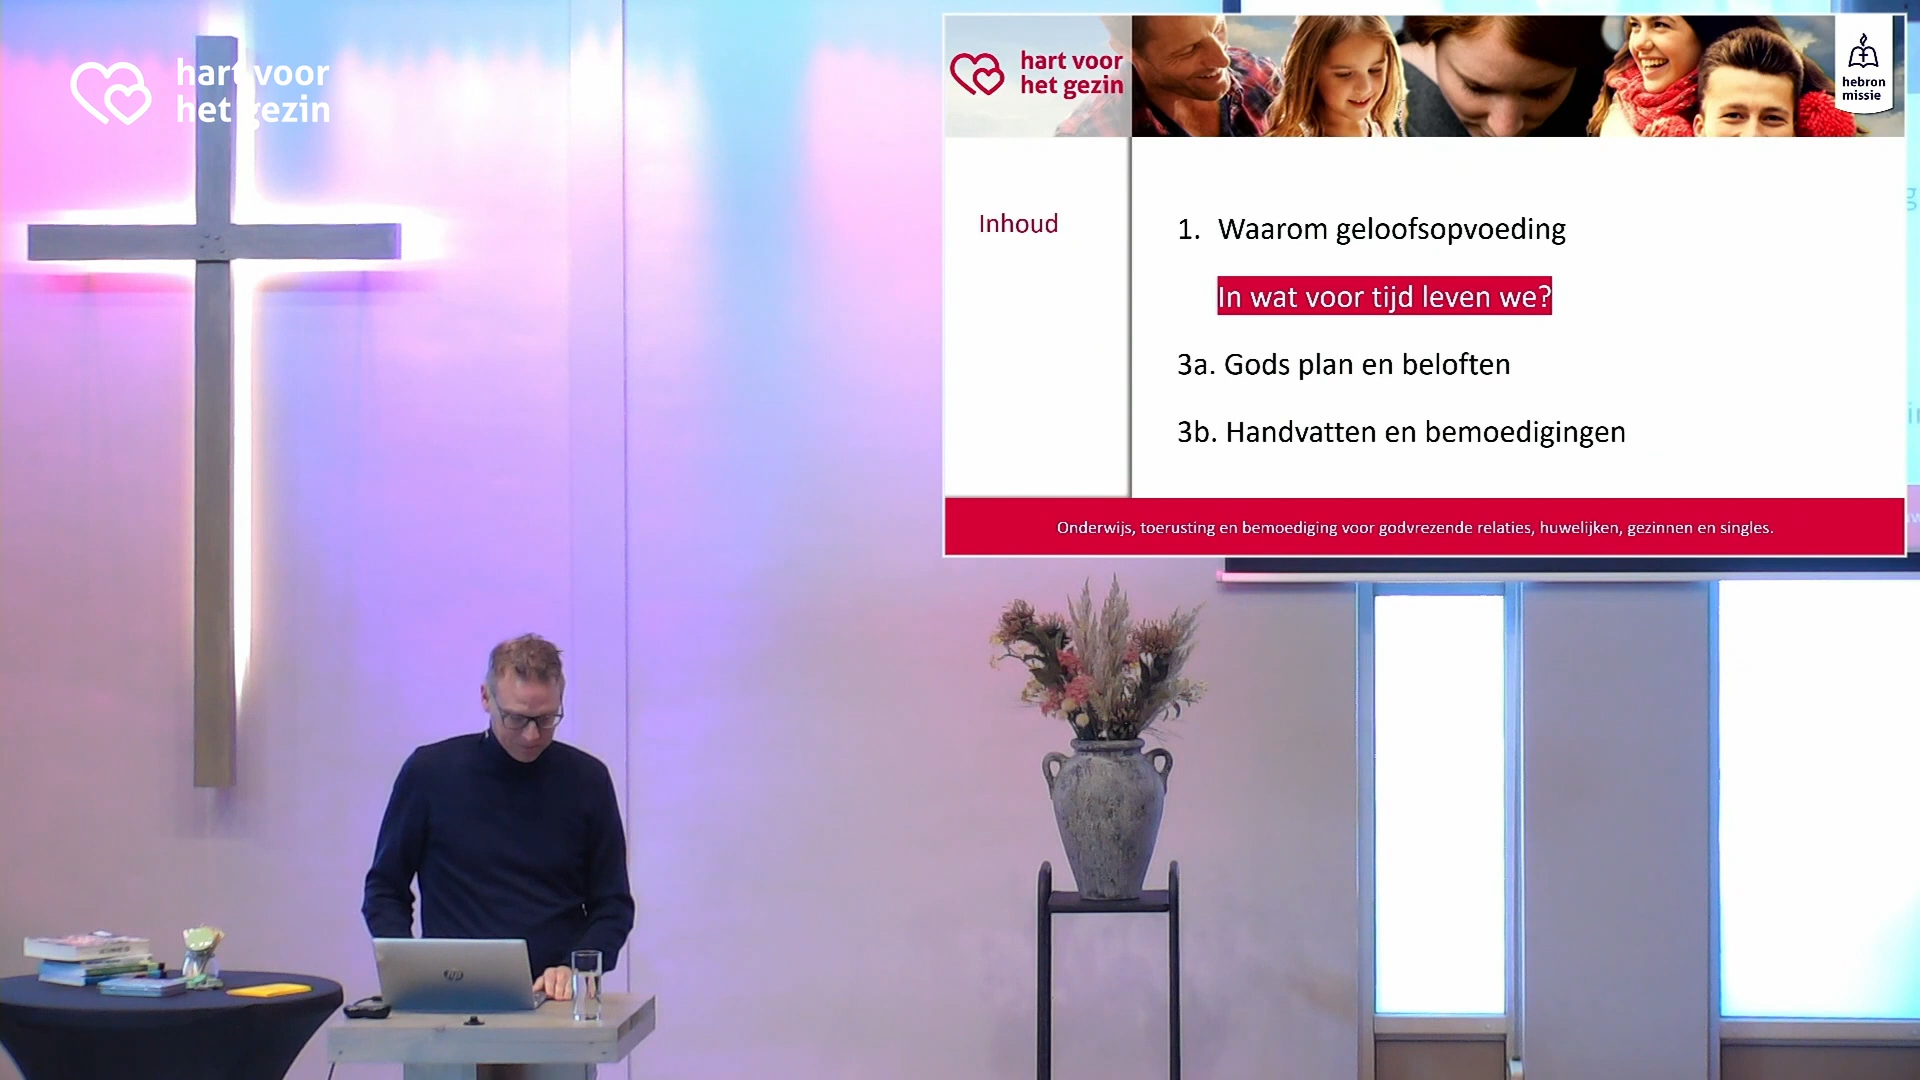 hart voor
het gezin
hart voor
het gezin
hebron
missie
Inhoud
1. Waarom geloofsopvoeding
In wat voor tijd leven we?
3a. Gods plan en beloften
3b. Handvatten en bemoedigingen
Onderwijs, toerusting en bemoediging voor godvrezende relaties, huwelijken, gezinnen en singles.
hp